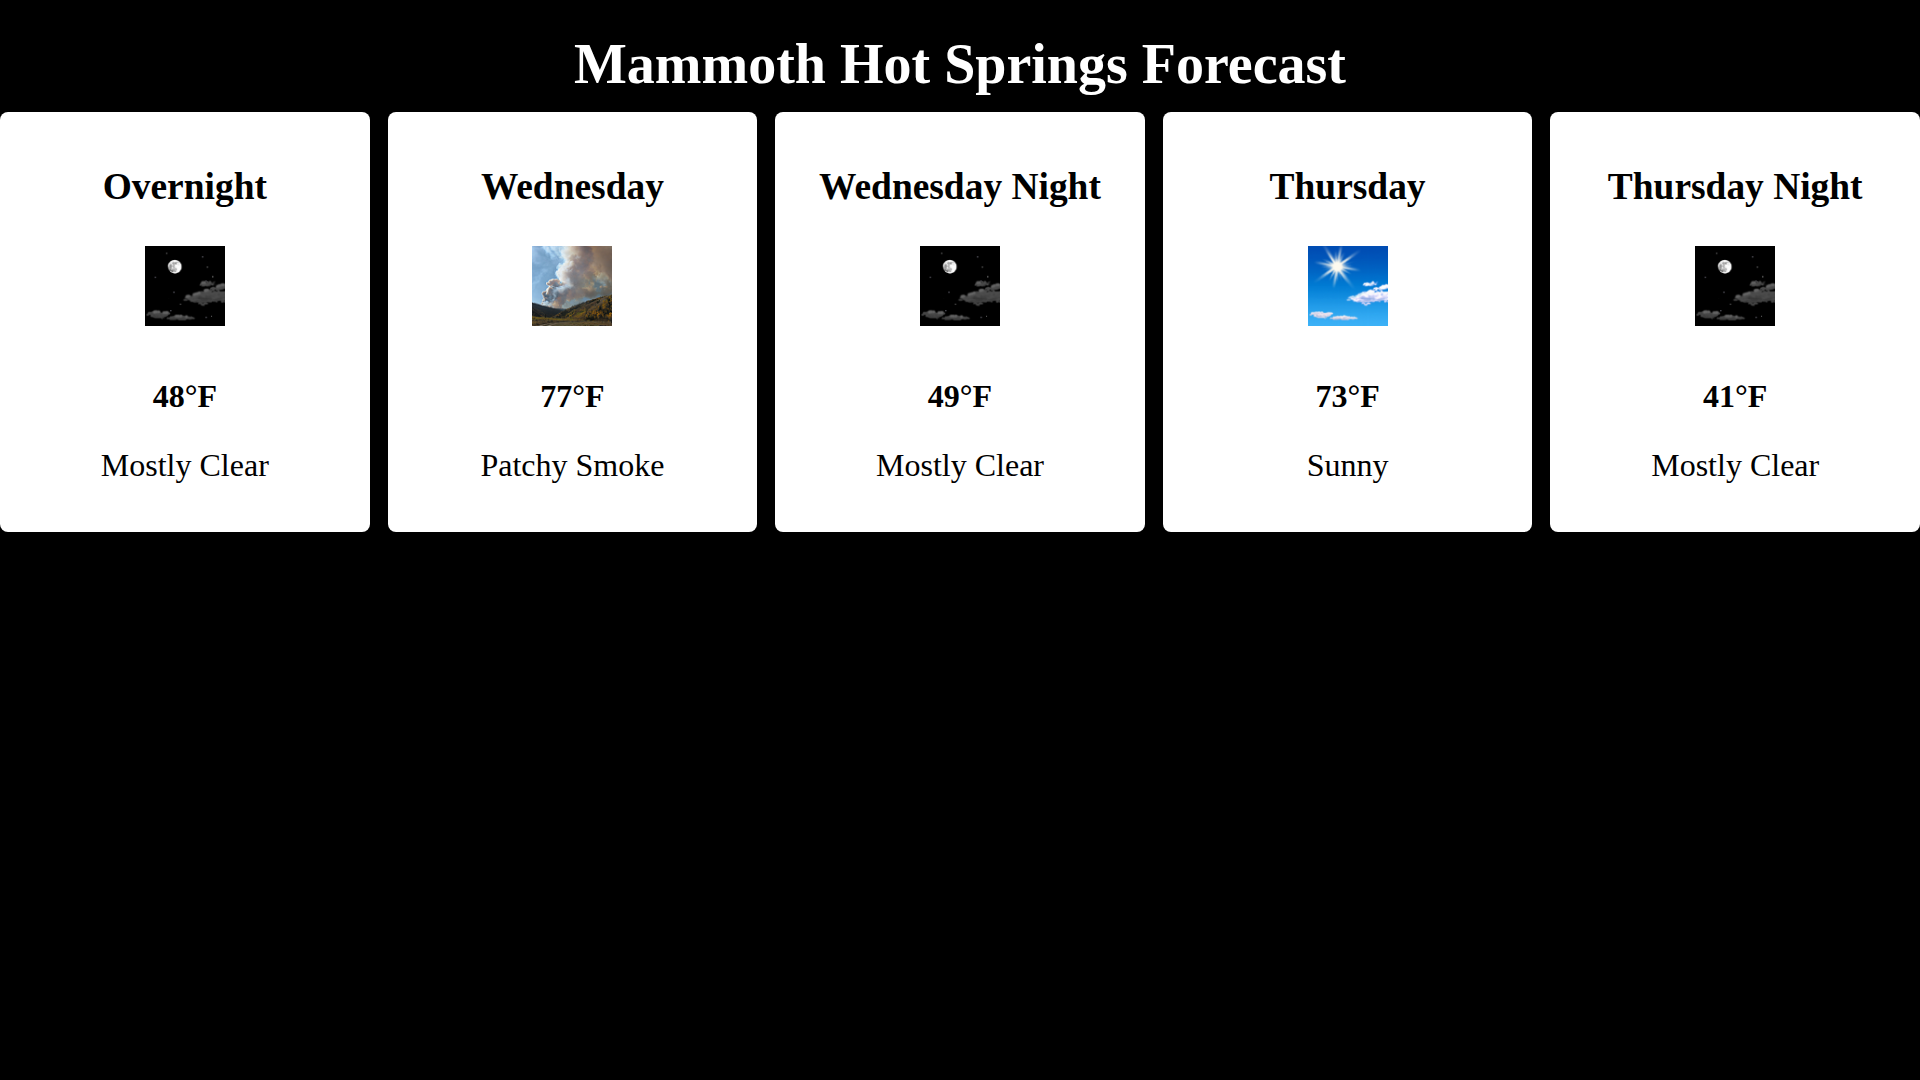 Mammoth Hot Springs Forecast
Overnight
48°F
Mostly Clear
Wednesday
77°F
Patchy Smoke
Wednesday Night
49°F
Mostly Clear
Thursday
73°F
Sunny
Thursday Night
41°F
Mostly Clear